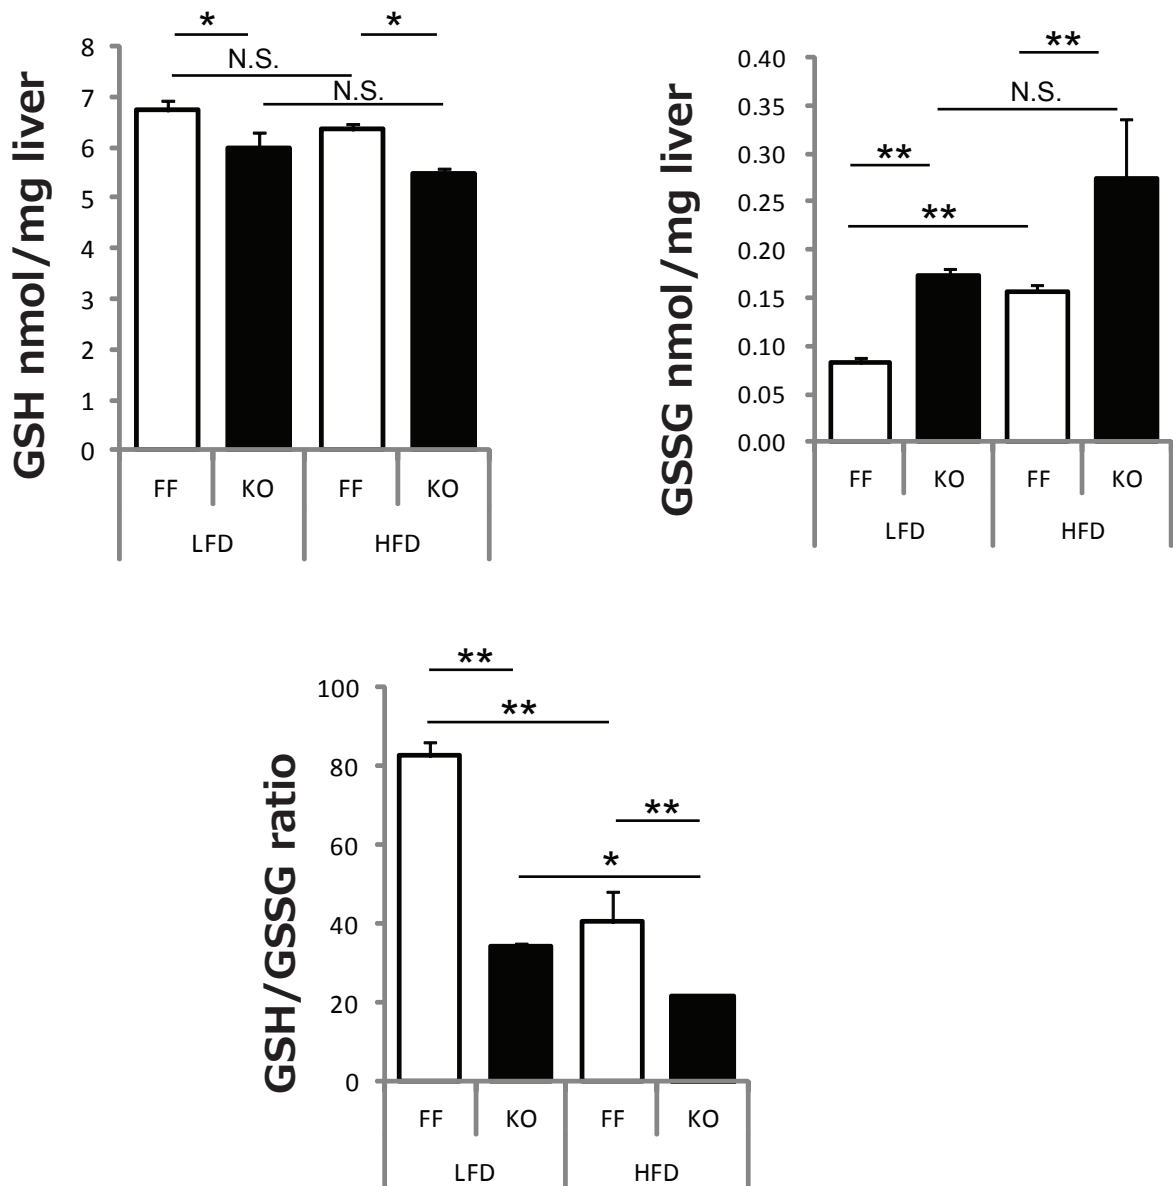 GSH nmol/mg liver
* *
N.S.
N.S.
8
7
6
5
4
3
2
1
0
FF KO FF KO
LFD HFD
GSSG nmol/mg liver
**
N.S.
**
**
0.40
0.35
0.30
0.25
0.20
0.15
0.10
0.05
0.00
FF KO FF KO
LFD HFD
GSH/GSSG ratio
**
**
**
*
100
80
60
40
20
0
FF KO FF KO
LFD HFD